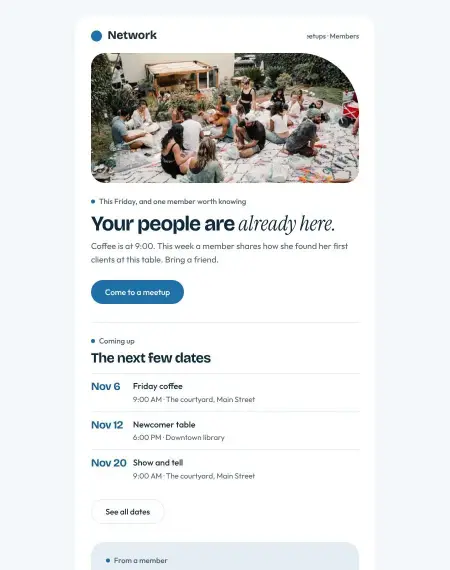 Network
eetups · Members
This Friday, and one member worth knowing
Your people are already here.
Coffee is at 9:00. This week a member shares how she found her first
clients at this table. Bring a friend.
Come to a meetup
Coming up
The next few dates
Nov 6 Friday coffee
9:00 AM · The courtyard, Main Street
Nov 12 Newcomer table
6:00 PM · Downtown library
Nov 20 Show and tell
9:00 AM · The courtyard, Main Street
See all dates
From a member